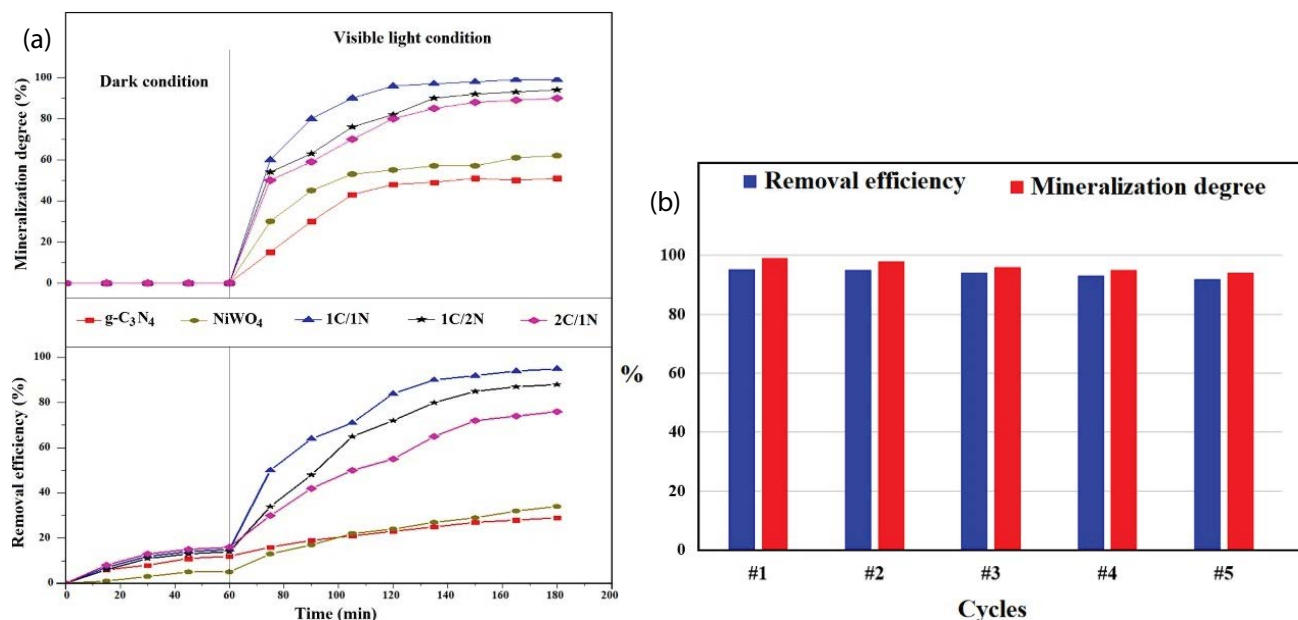 (a)
Visible light condition
Dark condition
Mineralization degree (%)
100
80
60
40
20
0
g-C₃N₄ NiWO₄ 1C/1N 1C/2N 2C/1N
Removal efficiency (%)
100
80
60
40
20
0
0 20 40 60 80 100 120 140 160 180 200
Time (min)
(b)
Removal efficiency Mineralization degree
%
100
80
60
40
20
0
#1 #2 #3 #4 #5
Cycles